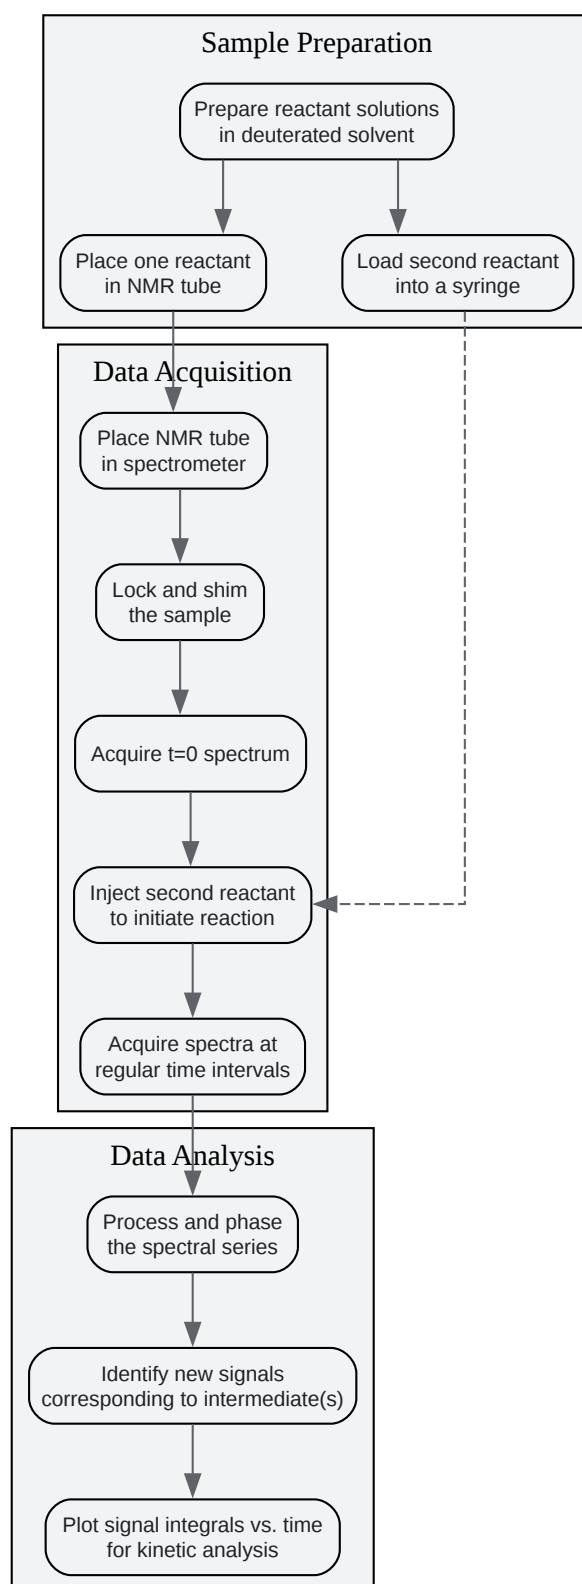 Sample Preparation
Prepare reactant solutions
in deuterated solvent
Place one reactant
in NMR tube
Load second reactant
into a syringe
Data Acquisition
Place NMR tube
in spectrometer
Lock and shim
the sample
Acquire t=0 spectrum
Inject second reactant
to initiate reaction
Acquire spectra at
regular time intervals
Data Analysis
Process and phase
the spectral series
Identify new signals
corresponding to intermediate(s)
Plot signal integrals vs. time
for kinetic analysis